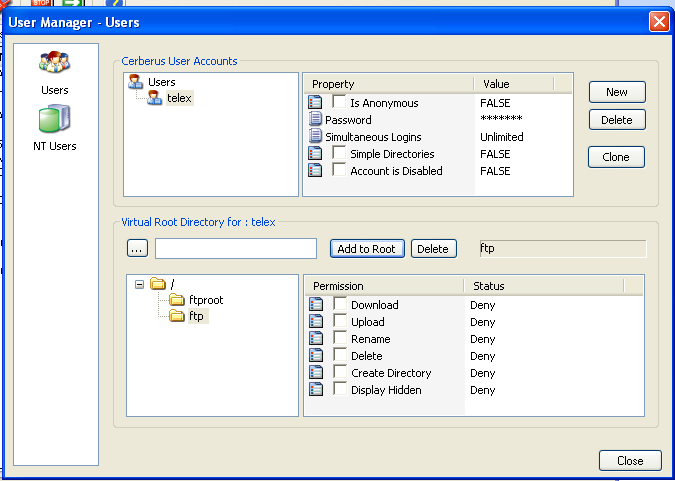 User Manager - Users
Users
NT Users
Cerberus User Accounts
Users
telex
Property Value
Is Anonymous FALSE
Password *******
Simultaneous Logins Unlimited
Simple Directories FALSE
Account is Disabled FALSE
New
Delete
Clone
Virtual Root Directory for : telex
... Add to Root Delete ftp
/
ftproot
ftp
Permission Status
Download Deny
Upload Deny
Rename Deny
Delete Deny
Create Directory Deny
Display Hidden Deny
Close